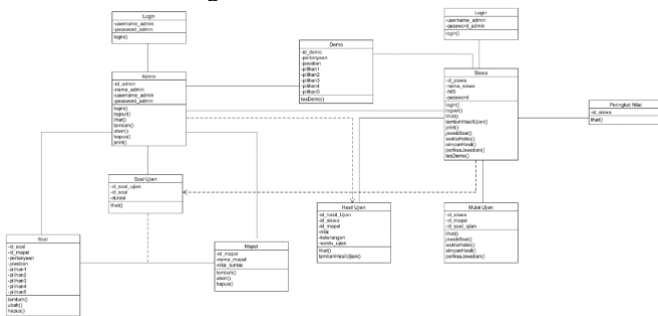 Login
-username_admin
-password_admin
login()
Login
-username_admin
-password_admin
login()
Demo
-id_demo
-pertanyaan
-jawaban
-pilihan1
-pilihan2
-pilihan3
-pilihan4
-pilihan5
tesDemo()
Admin
-id_admin
-nama_admin
-username_admin
-password_admin
login()
logout()
lihat()
tambah()
ubah()
hapus()
print()
Siswa
-id_siswa
-nama_siswa
-NIS
-password
login()
logout()
lihat()
tambahHasilUjian()
print()
jawabSoal()
waktuHabis()
simpanHasil()
periksaJawaban()
tesDemo()
Peringkat Nilai
-id_siswa
lihat()
Soal Ujian
-id_soal_ujian
-id_soal
-durasi
lihat()
Hasil Ujian
-id_hasil_Ujian
-id_siswa
-id_mapel
-nilai
-keterangan
-waktu_ujian
lihat()
tambahHasilUjian()
Mulai Ujian
-id_siswa
-id_mapel
-id_soal_ujian
lihat()
jawabSoal()
waktuHabis()
simpanHasil()
periksaJawaban()
Soal
-id_soal
-id_mapel
-pertanyaan
-jawaban
-pilihan1
-pilihan2
-pilihan3
-pilihan4
-pilihan5
tambah()
ubah()
hapus()
Mapel
-id_mapel
-nama_mapel
-nilai_tuntas
tambah()
ubah()
hapus()